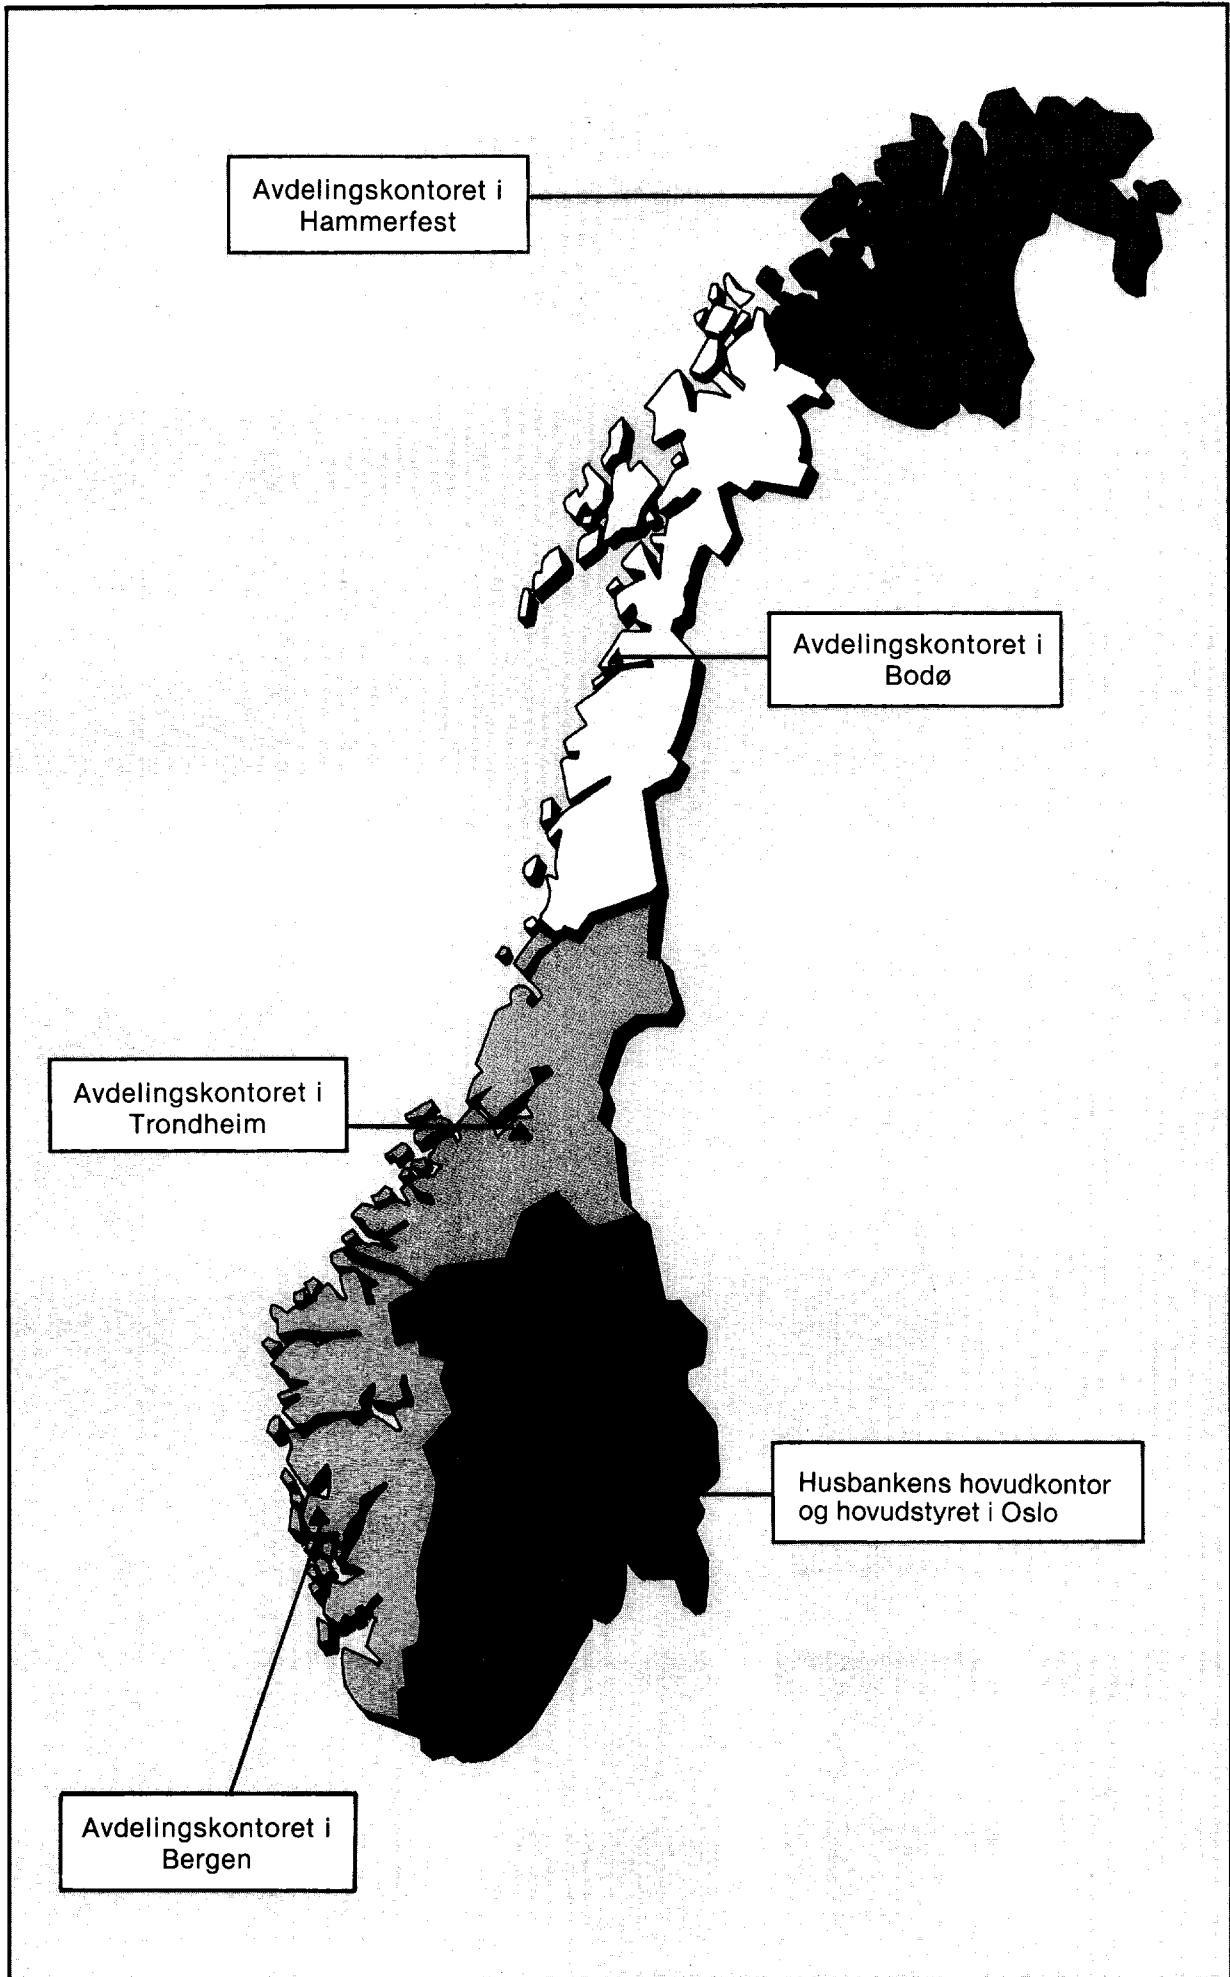 Avdelingskontoret i
Hammerfest
Avdelingskontoret i
Bodø
Avdelingskontoret i
Trondheim
Husbankens hovudkontor
og hovudstyret i Oslo
Avdelingskontoret i
Bergen